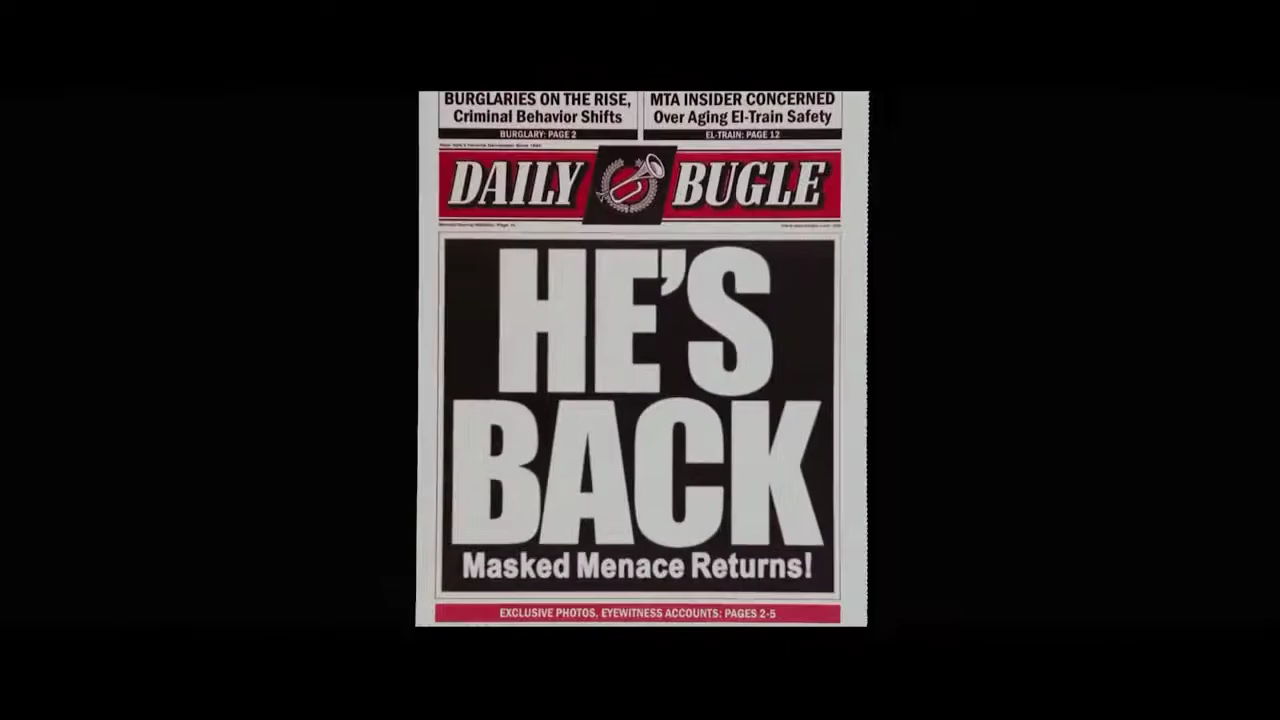 BURGLARIES ON THE RISE,
Criminal Behavior Shifts
BURGLARY: PAGE 2
MTA INSIDER CONCERNED
Over Aging El-Train Safety
EL-TRAIN: PAGE 12
DAILY BUGLE
HE'S
BACK
Masked Menace Returns!
EXCLUSIVE PHOTOS, EYEWITNESS ACCOUNTS: PAGES 2-5